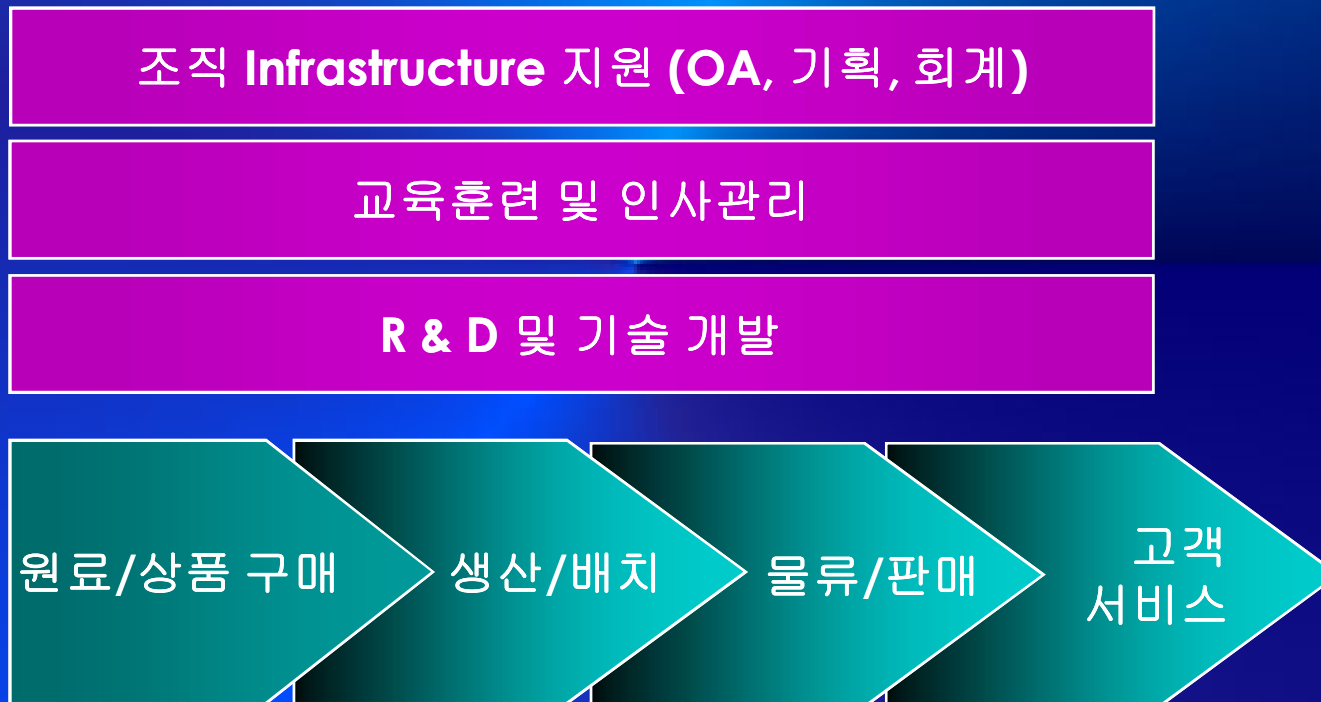 조직 Infrastructure 지원 (OA, 기획, 회계)
교육훈련 및 인사관리
R & D 및 기술 개발
원료/상품 구매
생산/배치
물류/판매
고객
서비스